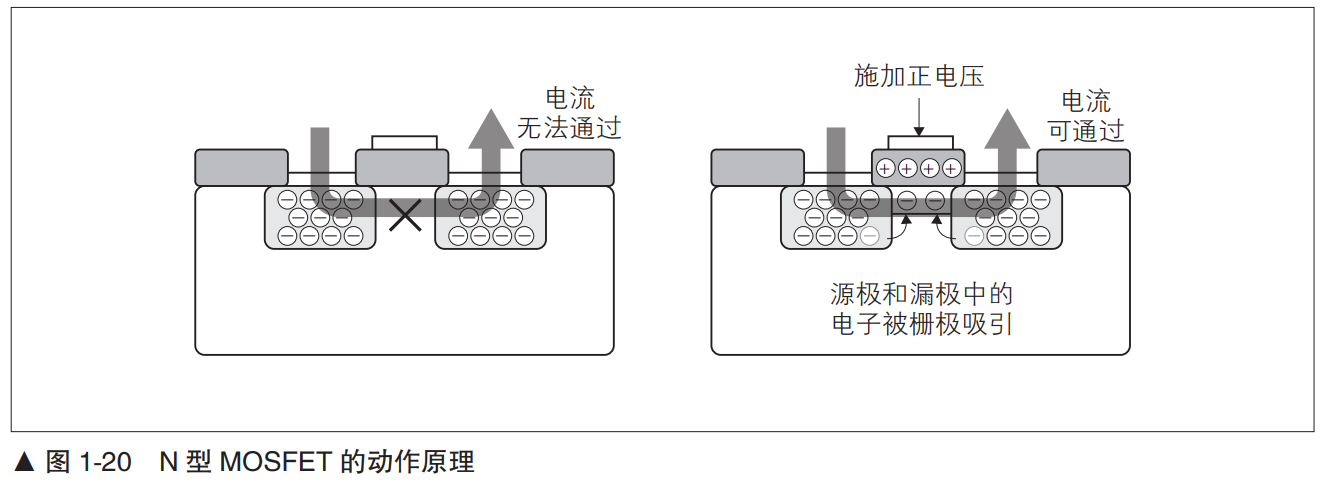 电流
无法通过
施加正电压
电流
可通过
源极和漏极中的
电子被栅极吸引
▲ 图 1-20 N 型 MOSFET 的动作原理